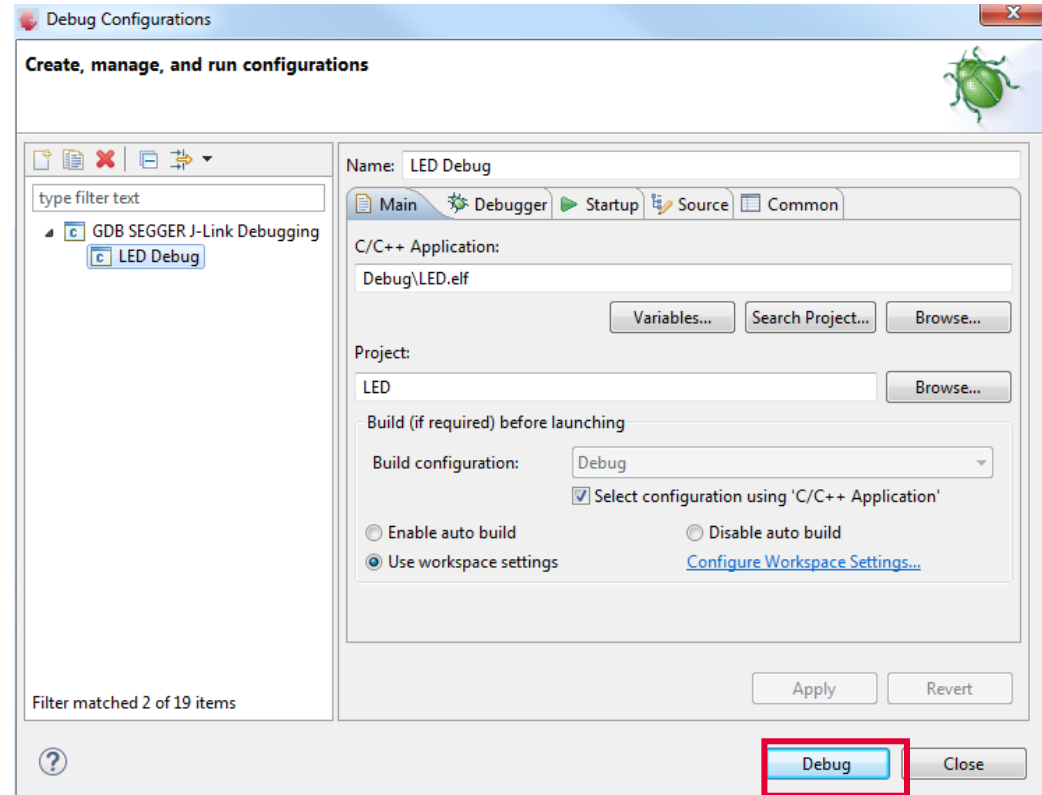 Debug Configurations
Create, manage, and run configurations
type filter text
GDB SEGGER J-Link Debugging
LED Debug
Filter matched 2 of 19 items
Name: LED Debug
Main Debugger Startup Source Common
C/C++ Application:
Debug\LED.elf
Variables... Search Project... Browse...
Project:
LED Browse...
Build (if required) before launching
Build configuration: Debug
Select configuration using 'C/C++ Application'
Enable auto build Disable auto build
Use workspace settings Configure Workspace Settings...
Apply Revert
Debug Close